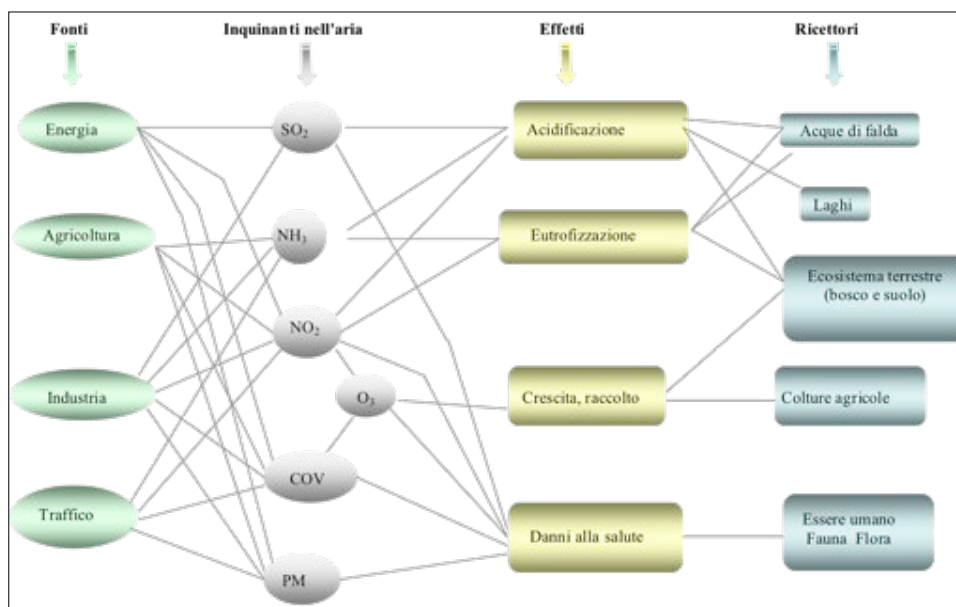 Fonti
Inquinanti nell'aria
Effetti
Ricettori
Energia
SO₂
Acidificazione
Acque di falda
Laghi
Agricoltura
NH₃
Eutrofizzazione
Ecosistema terrestre
(bosco e suolo)
NO₂
Industria
O₃
Crescita, raccolto
Colture agricole
COV
Traffico
Danni alla salute
Essere umano
Fauna Flora
PM